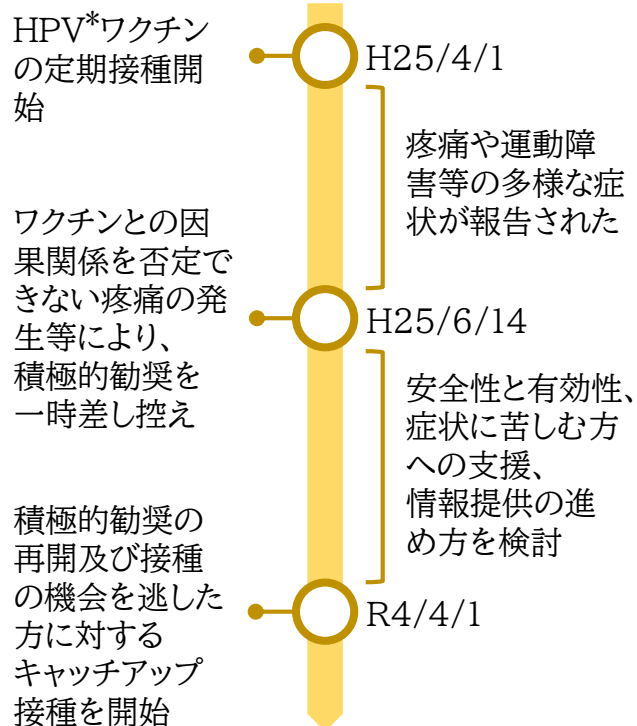 HPV*ワクチン
の定期接種開
始
H25/4/1
疼痛や運動障
害等の多様な症
状が報告された
ワクチンとの因
果関係を否定で
きない疼痛の発
生等により、
積極的勧奨を
一時差し控え
H25/6/14
安全性と有効性、
症状に苦しむ方
への支援、
情報提供の進
め方を検討
積極的勧奨の
再開及び接種
の機会を逃した
方に対する
キャッチアップ
接種を開始
R4/4/1